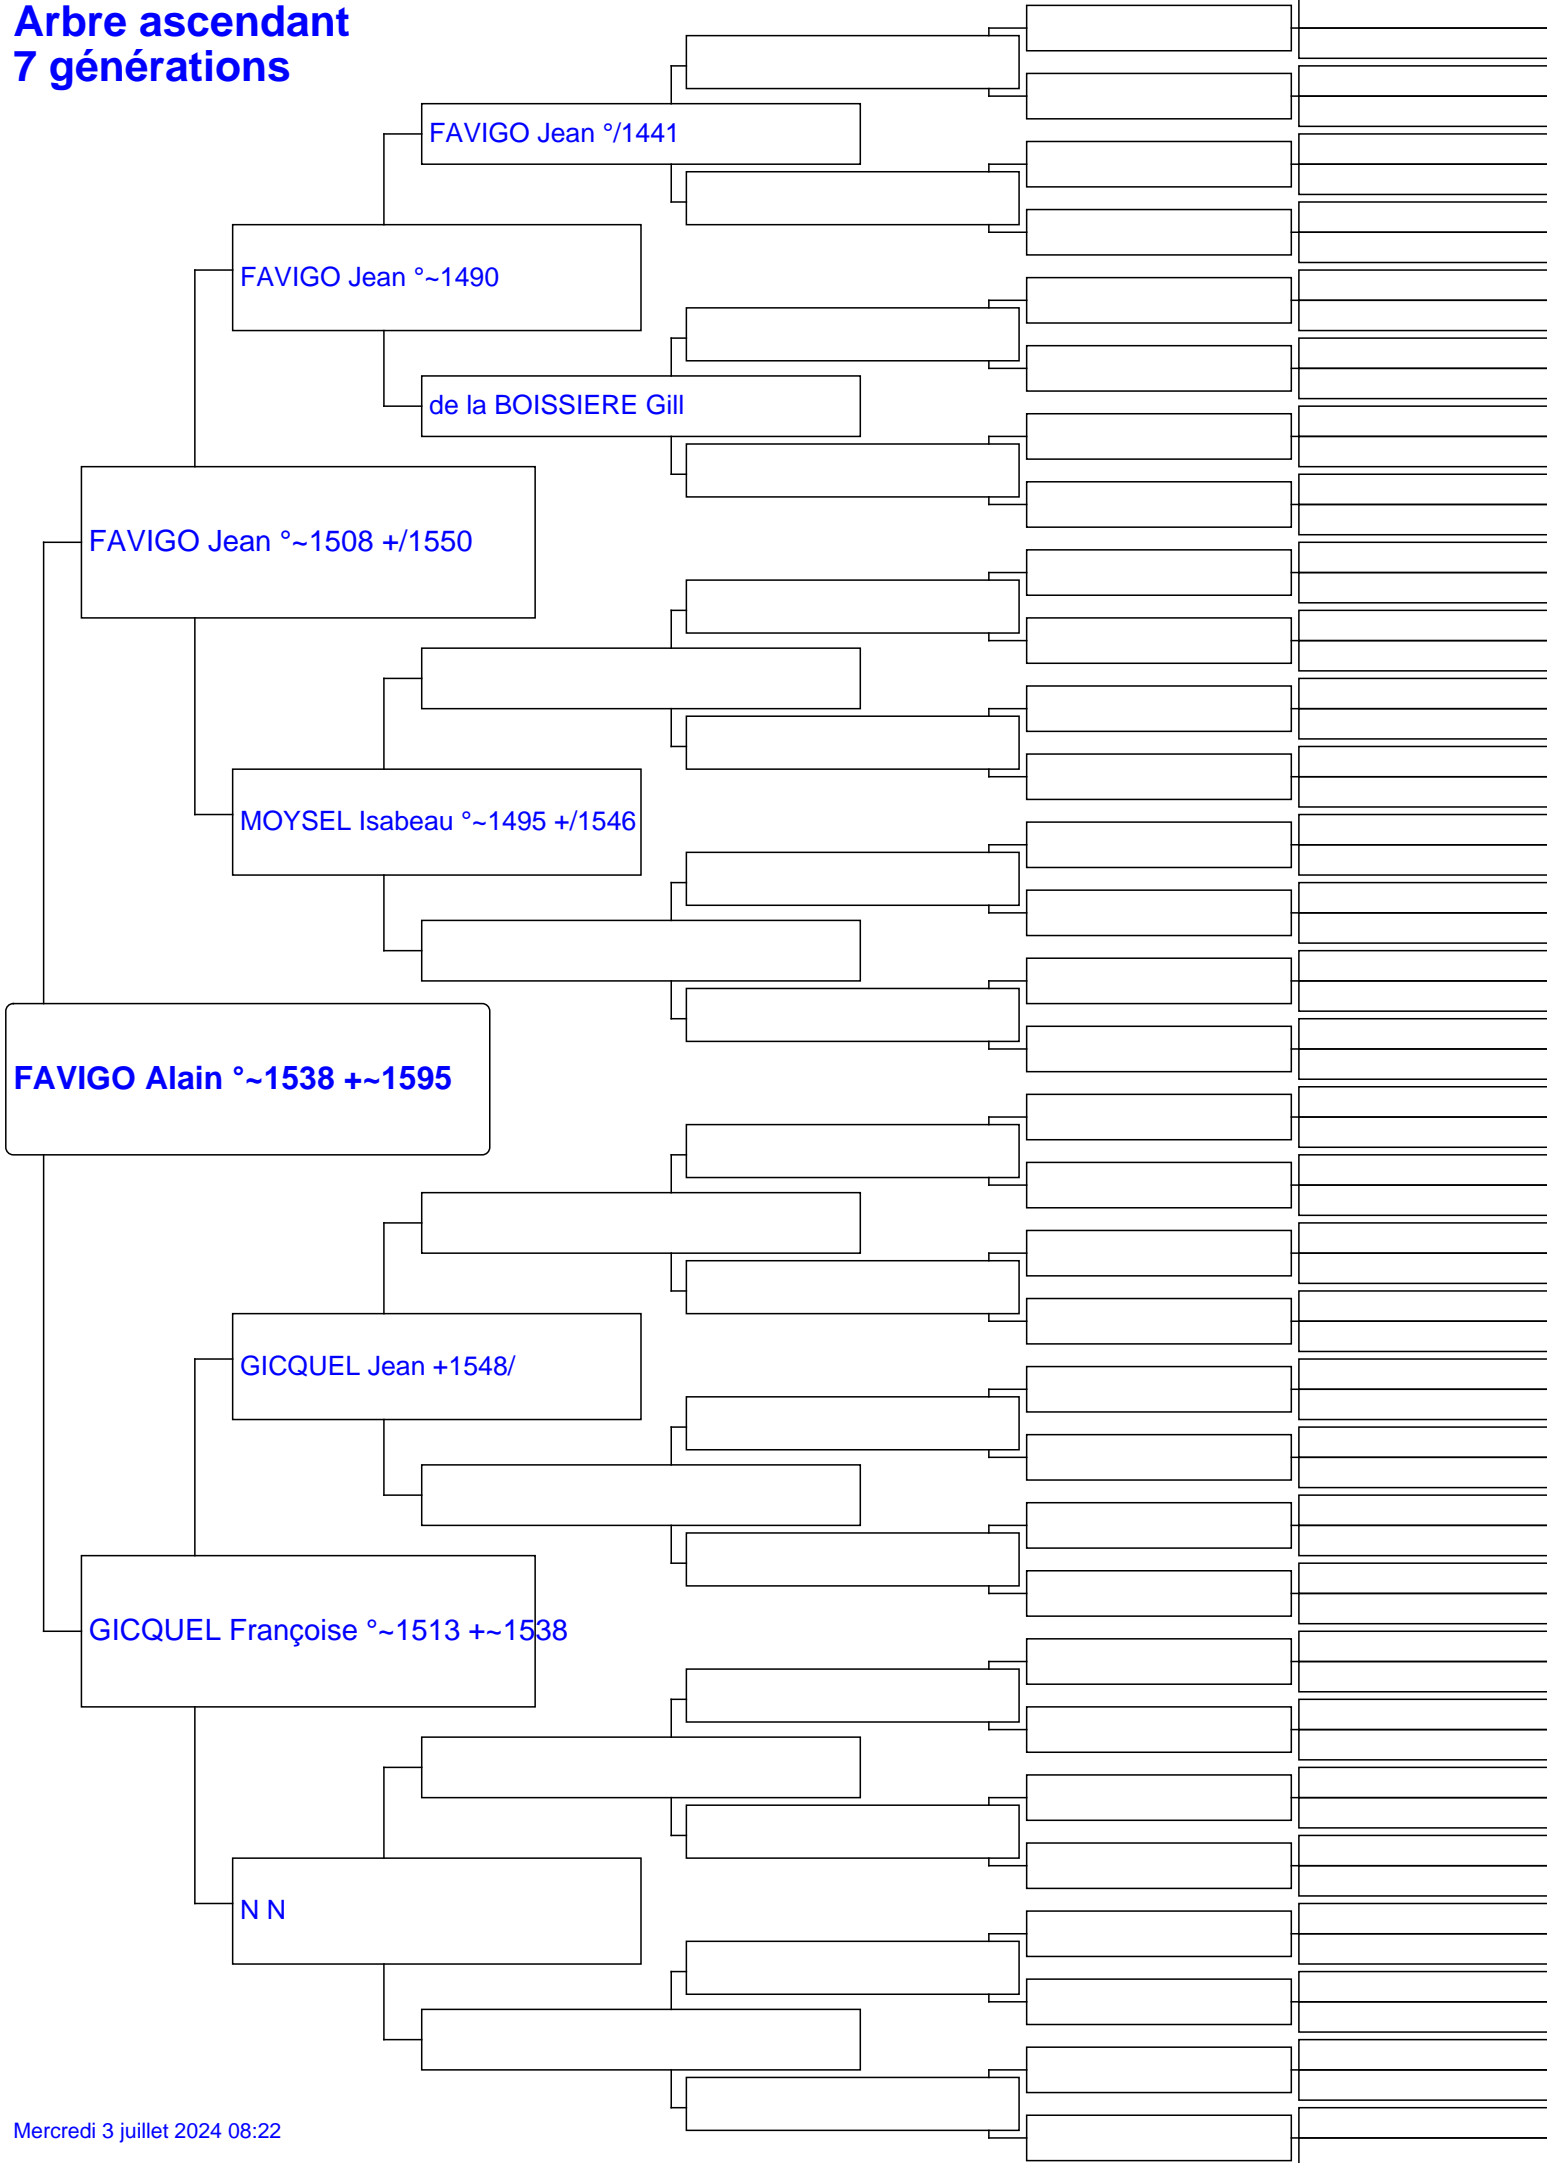 Arbre ascendant
7 générations
FAVIGO Jean °/1441
FAVIGO Jean °~1490
de la BOISSIERE Gill
FAVIGO Jean °~1508 +/1550
MOYSEL Isabeau °~1495 +/1546
FAVIGO Alain °~1538 +~1595
GICQUEL Jean +1548/
GICQUEL Françoise °~1513 +~1538
N N
Mercredi 3 juillet 2024 08:22